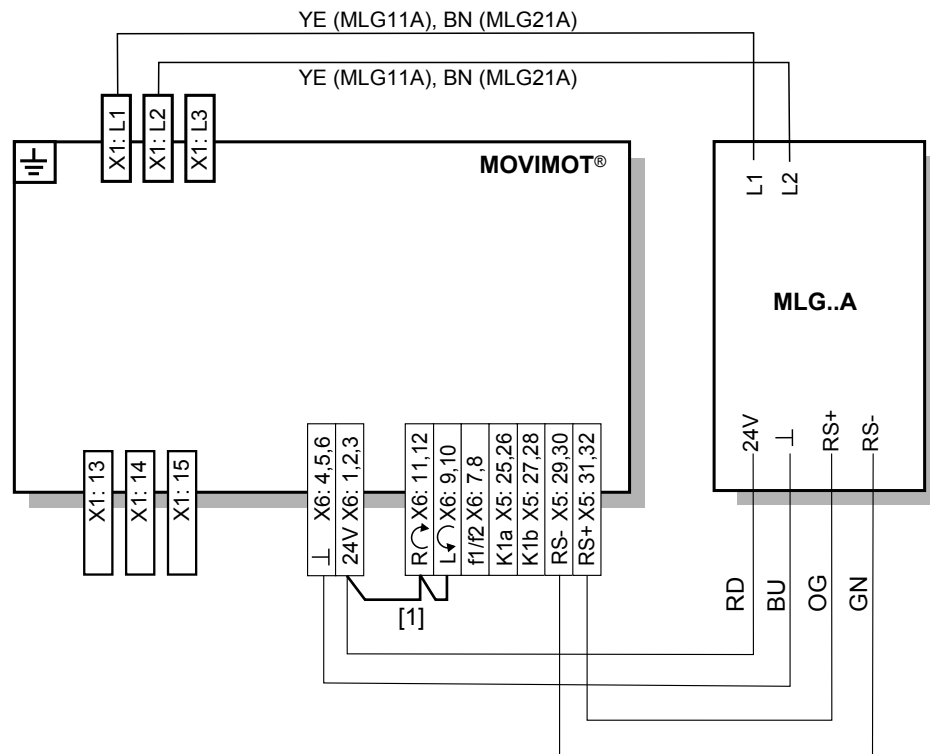 YE (MLG11A), BN (MLG21A)
YE (MLG11A), BN (MLG21A)
X1: L1
X1: L2
X1: L3
MOVIMOT®
L1
L2
MLG..A
24V
⊥
RS+
RS-
X1: 13
X1: 14
X1: 15
⊥ X6: 4,5,6
24V X6: 1,2,3
R X6: 11,12
L X6: 9,10
f1/f2 X6: 7,8
K1a X5: 25,26
K1b X5: 27,28
RS- X5: 29,30
RS+ X5: 31,32
[1]
RD
BU
OG
GN